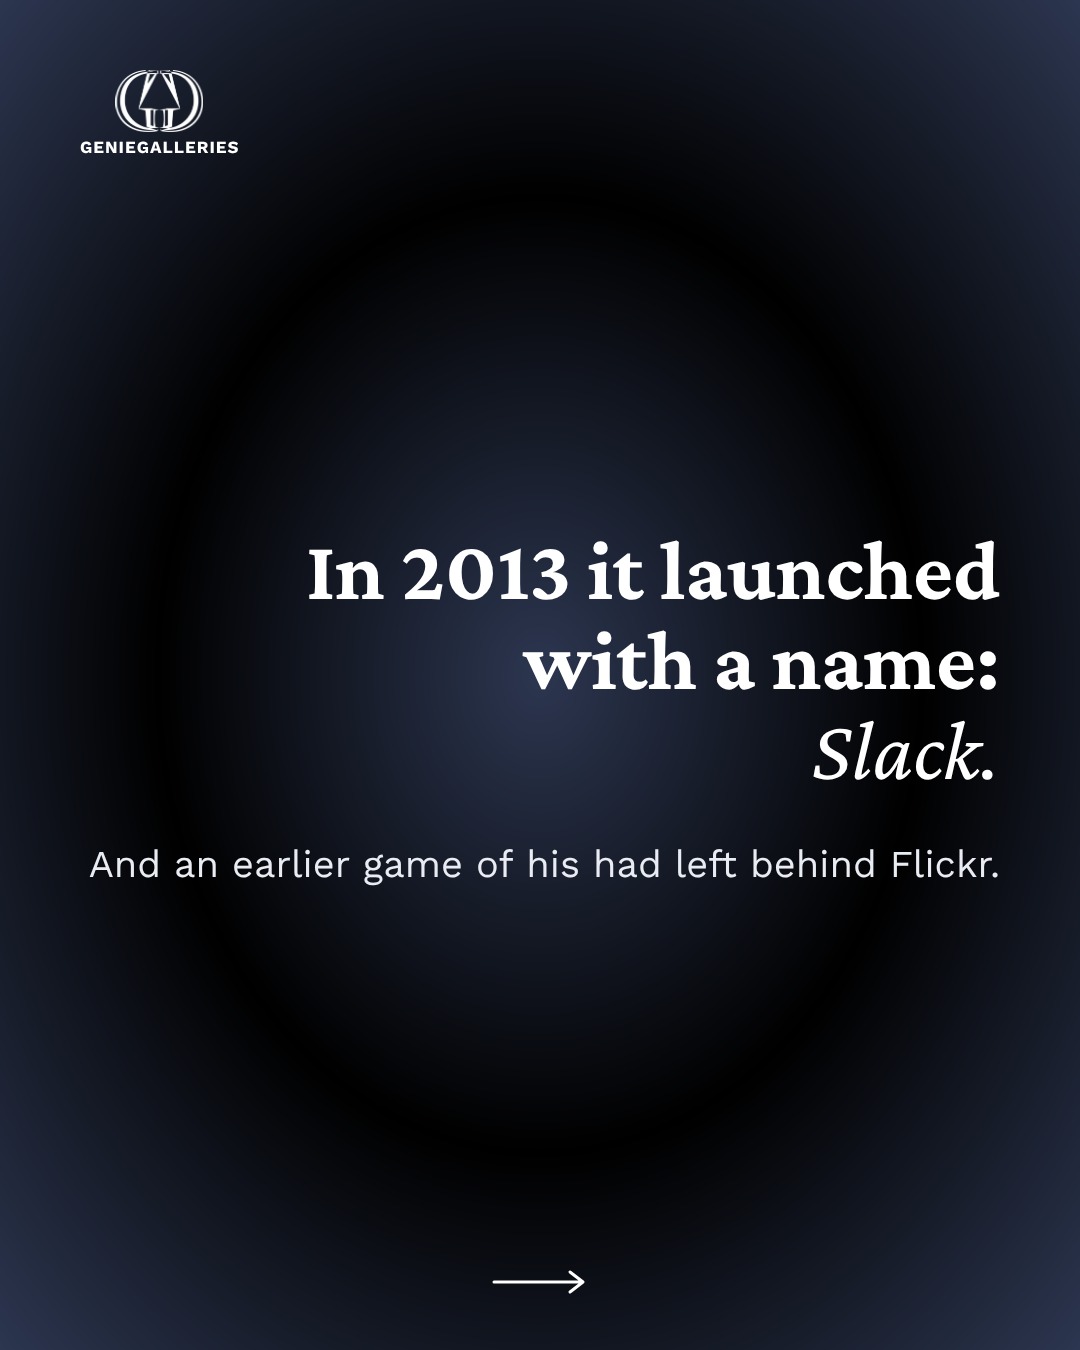 GENIEGALLERIES
In 2013 it launched
with a name:
Slack.
And an earlier game of his had left behind Flickr.